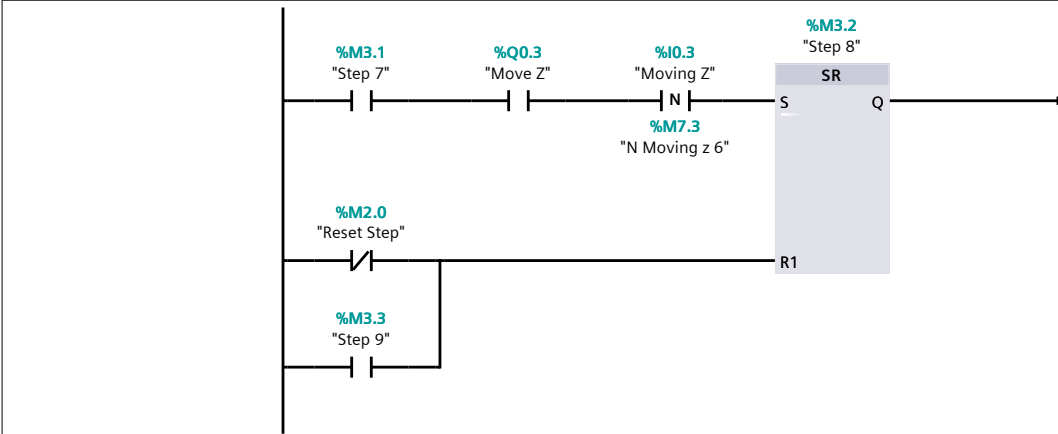 %M3.2
"Step 8"
%M3.1
"Step 7"
%Q0.3
"Move Z"
%I0.3
"Moving Z"
SR
N
S
Q
%M7.3
"N Moving z 6"
%M2.0
"Reset Step"
R1
%M3.3
"Step 9"